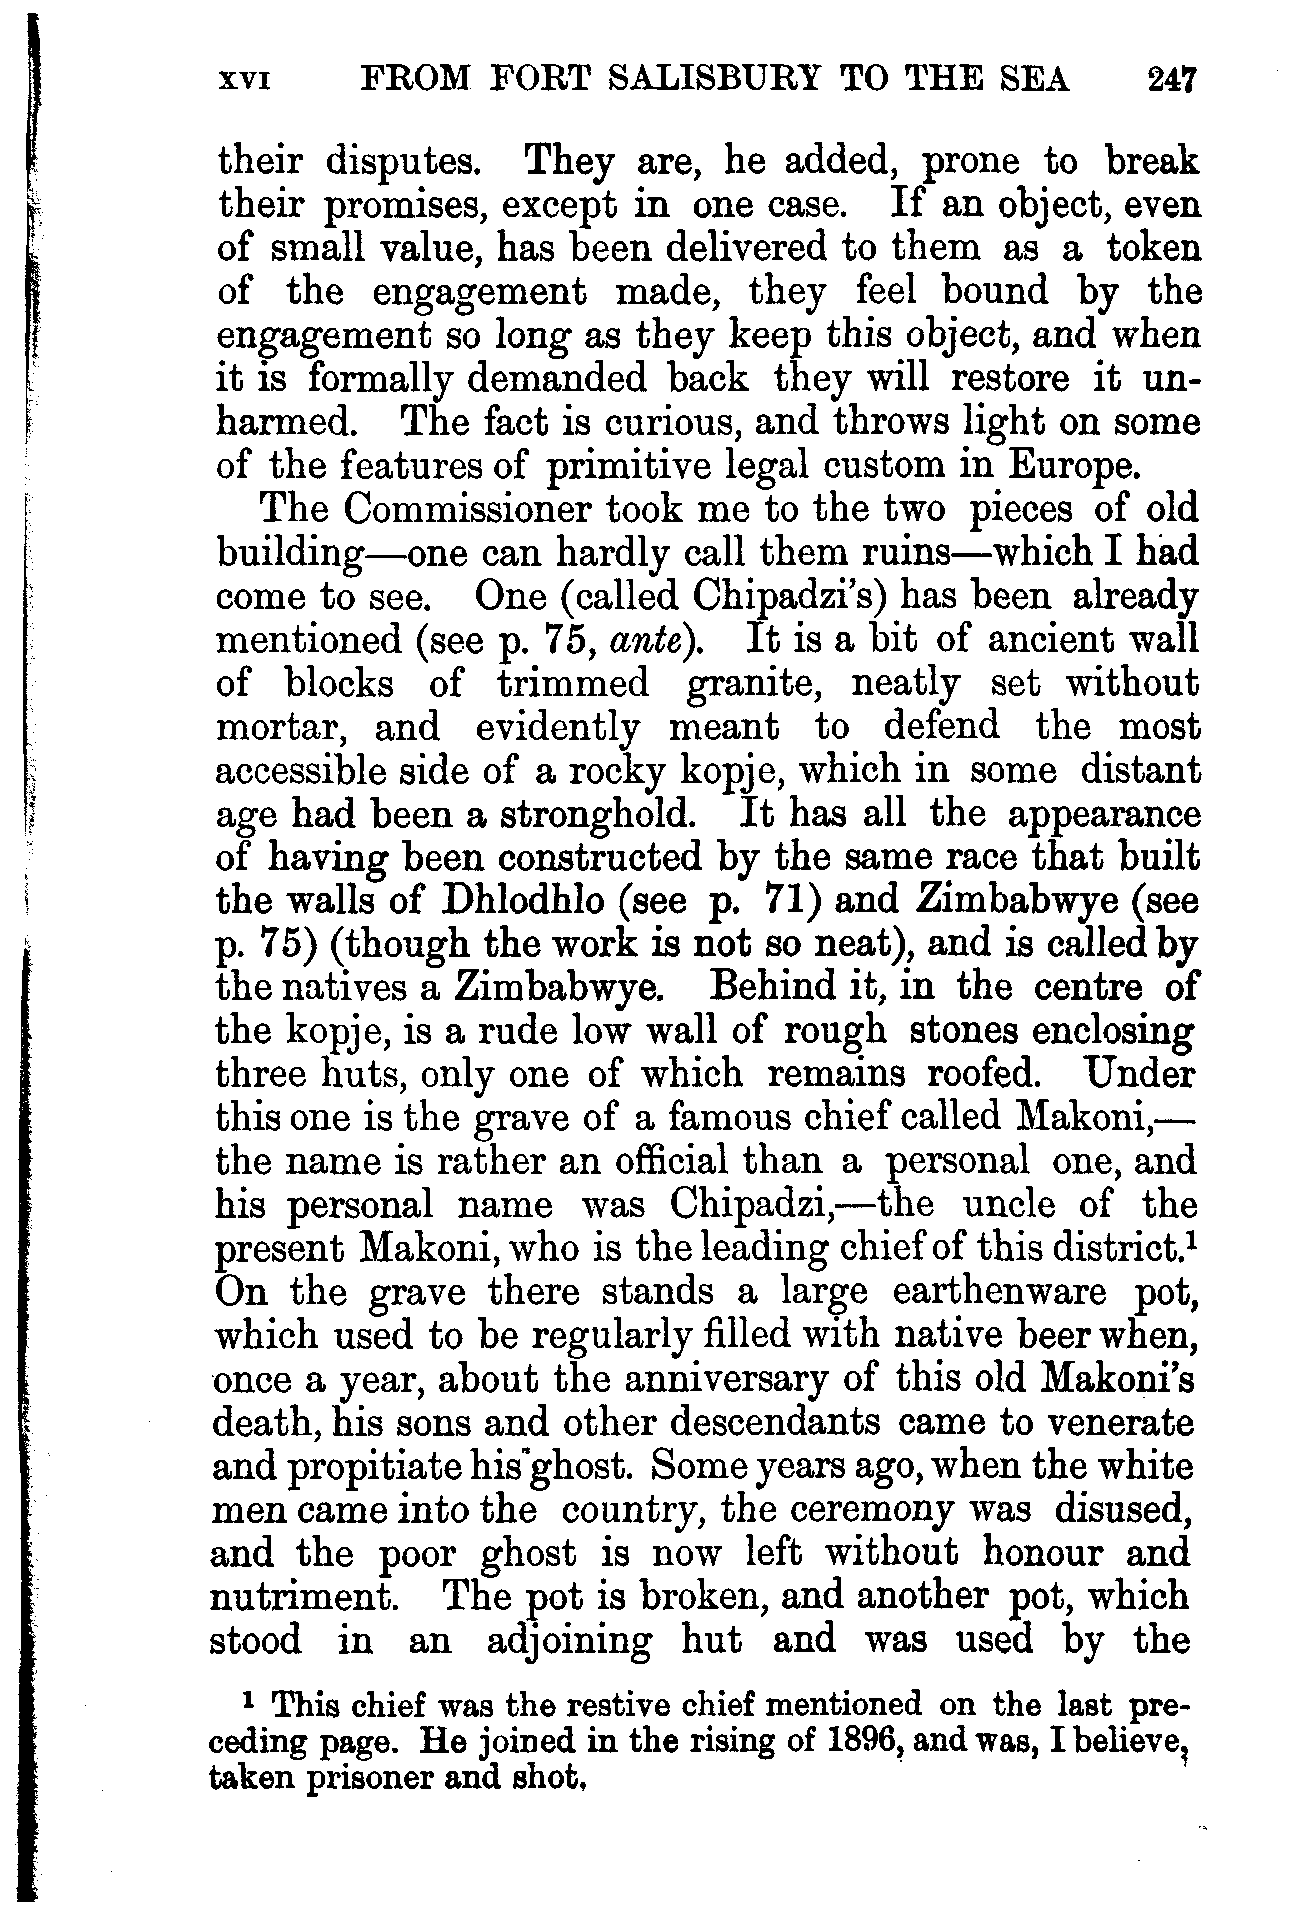 XVI FROM FORT SALISBURY TO THE SEA 247
their disputes. They are, he added, prone to break
their promises, except in one case. If an object, even
of small value, has been delivered to them as a token
of the engagement made, they feel bound by the
engagement so long as they keep this object, and when
it is formally demanded back they will restore it un-
harmed. The fact is curious, and throws light on some
of the features of primitive legal custom in Europe.
The Commissioner took me to the two pieces of old
building—one can hardly call them ruins—which I had
come to see. One (called Chipadzi's) has been already
mentioned (see p. 75, ante). It is a bit of ancient wall
of blocks of trimmed granite, neatly set without
mortar, and evidently meant to defend the most
accessible side of a rocky kopje, which in some distant
age had been a stronghold. It has all the appearance
of having been constructed by the same race that built
the walls of Dhlodhlo (see p. 71) and Zimbabwye (see
p. 75) (though the work is not so neat), and is called by
the natives a Zimbabwye. Behind it, in the centre of
the kopje, is a rude low wall of rough stones enclosing
three huts, only one of which remains roofed. Under
this one is the grave of a famous chief called Makoni,—
the name is rather an official than a personal one, and
his personal name was Chipadzi,—the uncle of the
present Makoni, who is the leading chief of this district.¹
On the grave there stands a large earthenware pot,
which used to be regularly filled with native beer when,
once a year, about the anniversary of this old Makoni's
death, his sons and other descendants came to venerate
and propitiate his ghost. Some years ago, when the white
men came into the country, the ceremony was disused,
and the poor ghost is now left without honour and
nutriment. The pot is broken, and another pot, which
stood in an adjoining hut and was used by the
¹ This chief was the restive chief mentioned on the last pre-
ceding page. He joined in the rising of 1896, and was, I believe,
taken prisoner and shot.